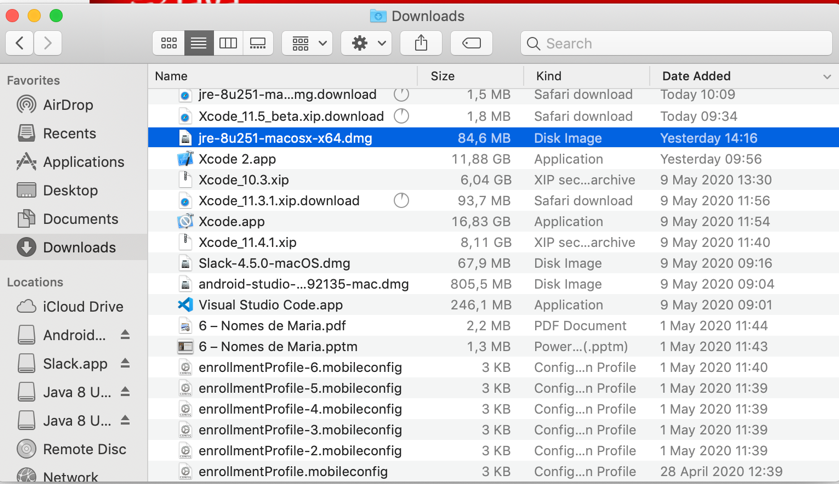 Downloads
Search
Favorites
AirDrop
Recents
Applications
Desktop
Documents
Downloads
Locations
iCloud Drive
Android...
Slack.app
Java 8 U...
Java 8 U...
Remote Disc
Network
Name Size Kind Date Added
jre-8u251-ma...mg.download 1,5 MB Safari download Today 10:09
Xcode_11.5_beta.xip.download 1,8 MB Safari download Today 09:34
jre-8u251-macosx-x64.dmg 84,6 MB Disk Image Yesterday 14:16
Xcode 2.app 11,88 GB Application Yesterday 09:56
Xcode_10.3.xip 6,04 GB XIP sec...archive 9 May 2020 13:30
Xcode_11.3.1.xip.download 93,7 MB Safari download 9 May 2020 11:56
Xcode.app 16,83 GB Application 9 May 2020 11:54
Xcode_11.4.1.xip 8,11 GB XIP sec...archive 9 May 2020 11:40
Slack-4.5.0-macOS.dmg 67,9 MB Disk Image 9 May 2020 09:16
android-studio-...92135-mac.dmg 805,5 MB Disk Image 9 May 2020 09:04
Visual Studio Code.app 246,1 MB Application 9 May 2020 09:01
6 – Nomes de Maria.pdf 2,2 MB PDF Document 1 May 2020 11:44
6 – Nomes de Maria.pptm 1,3 MB Power...(.pptm) 1 May 2020 11:43
enrollmentProfile-6.mobileconfig 3 KB Config...n Profile 1 May 2020 11:40
enrollmentProfile-5.mobileconfig 3 KB Config...n Profile 1 May 2020 11:39
enrollmentProfile-4.mobileconfig 3 KB Config...n Profile 1 May 2020 11:39
enrollmentProfile-3.mobileconfig 3 KB Config...n Profile 1 May 2020 11:39
enrollmentProfile-2.mobileconfig 3 KB Config...n Profile 1 May 2020 11:39
enrollmentProfile.mobileconfig 3 KB Config...n Profile 28 April 2020 12:39